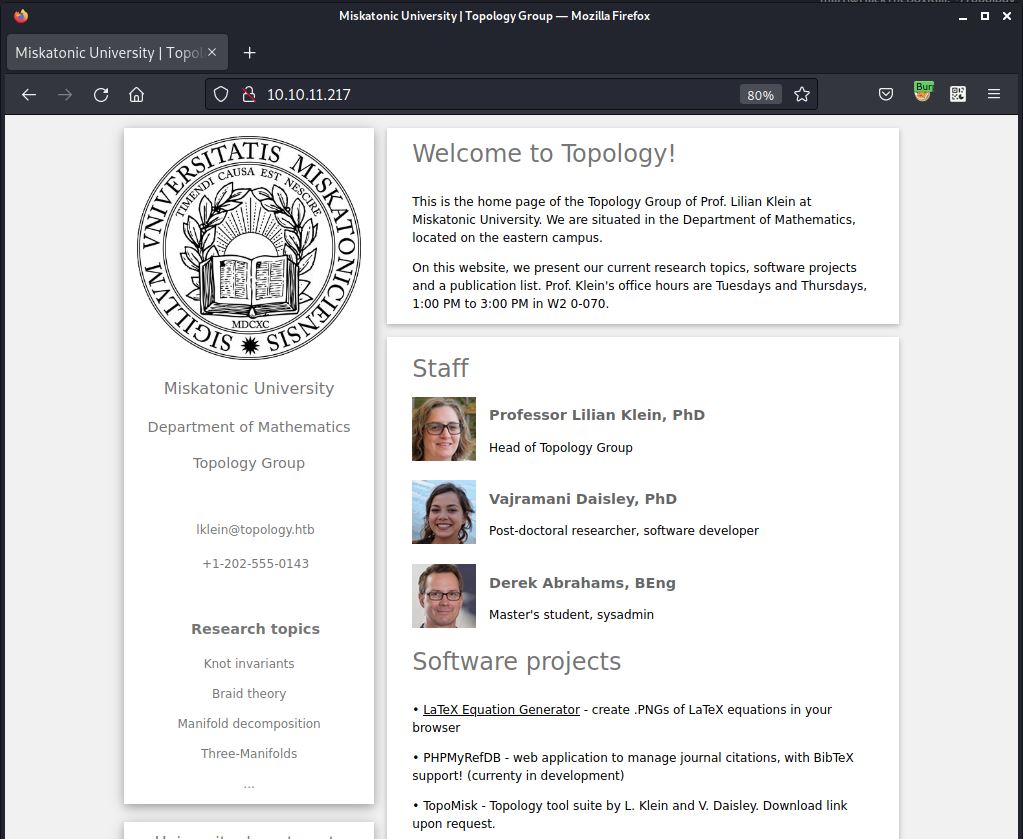 Miskatonic University | Topology Group — Mozilla Firefox
Miskatonic University | Topol
10.10.11.217
80%
SIGILLVM VNIVERSITATIS MISKATONICIENSIS
TIMENDI CAUSA EST NESCIRE
MDCXC
Miskatonic University
Department of Mathematics
Topology Group
lklein@topology.htb
+1-202-555-0143
Research topics
Knot invariants
Braid theory
Manifold decomposition
Three-Manifolds
...
Welcome to Topology!
This is the home page of the Topology Group of Prof. Lilian Klein at
Miskatonic University. We are situated in the Department of Mathematics,
located on the eastern campus.
On this website, we present our current research topics, software projects
and a publication list. Prof. Klein's office hours are Tuesdays and Thursdays,
1:00 PM to 3:00 PM in W2 0-070.
Staff
Professor Lilian Klein, PhD
Head of Topology Group
Vajramani Daisley, PhD
Post-doctoral researcher, software developer
Derek Abrahams, BEng
Master's student, sysadmin
Software projects
• LaTeX Equation Generator - create .PNGs of LaTeX equations in your
browser
• PHPMyRefDB - web application to manage journal citations, with BibTeX
support! (currenty in development)
• TopoMisk - Topology tool suite by L. Klein and V. Daisley. Download link
upon request.